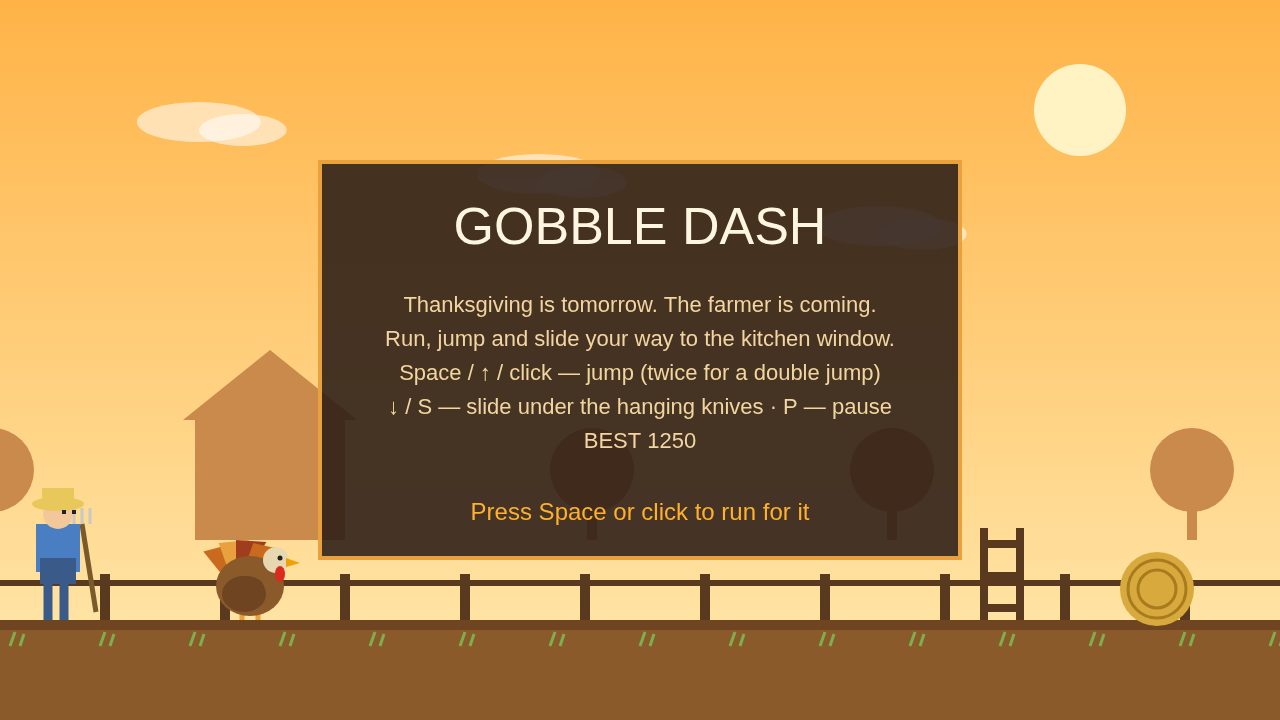 GOBBLE DASH
Thanksgiving is tomorrow. The farmer is coming.
Run, jump and slide your way to the kitchen window.
Space / ↑ / click — jump (twice for a double jump)
↓ / S — slide under the hanging knives · P — pause
BEST 1250
Press Space or click to run for it